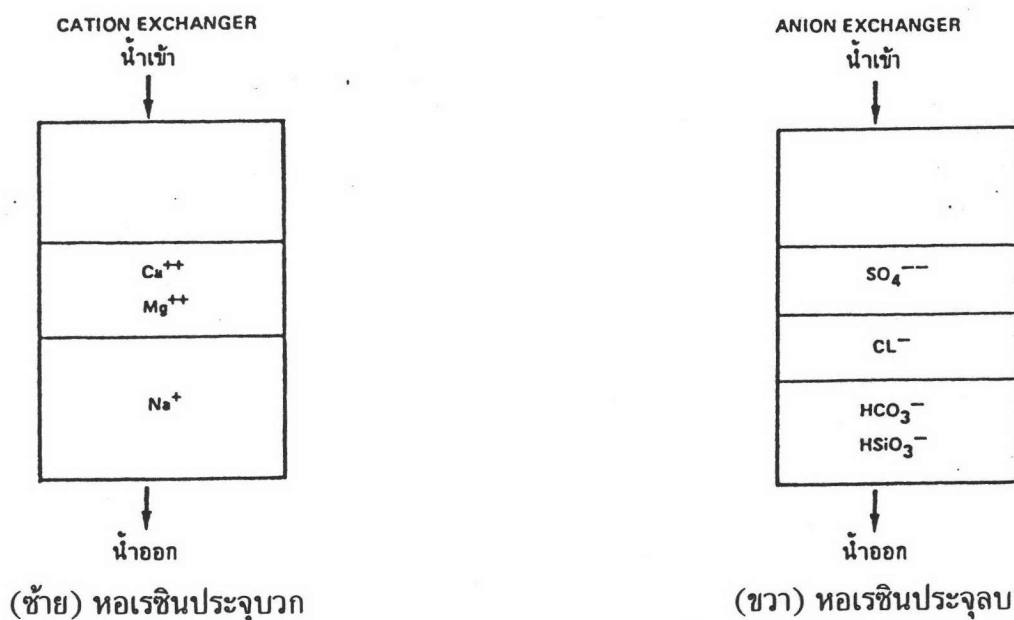 CATION EXCHANGER
น้ำเข้า
Ca++
Mg++
Na+
น้ำออก
(ซ้าย) หอเรซินประจุบวก
ANION EXCHANGER
น้ำเข้า
SO4−−
CL−
HCO3−
HSiO3−
น้ำออก
(ขวา) หอเรซินประจุลบ